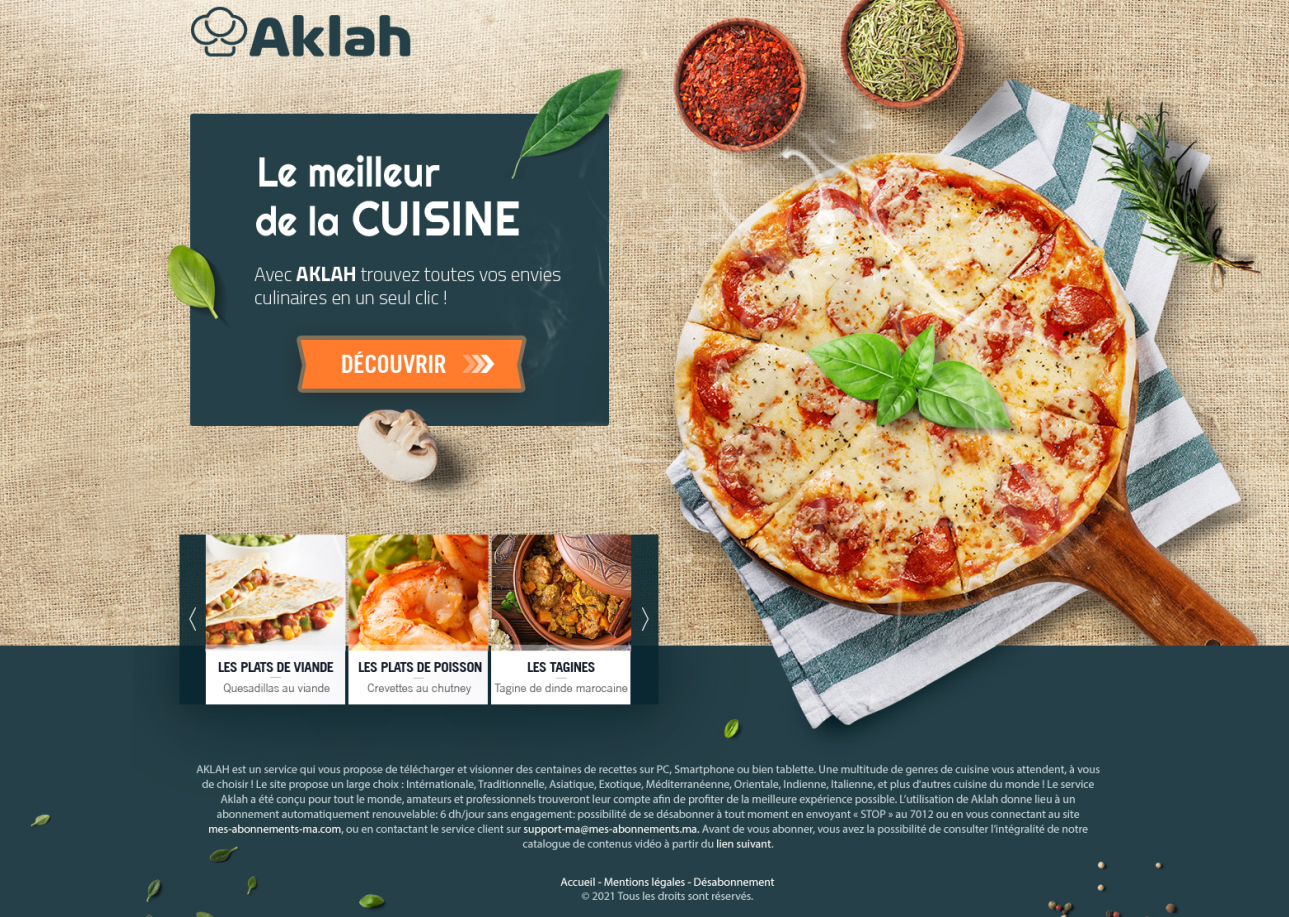 Aklah
Le meilleur
de la CUISINE
Avec AKLAH trouvez toutes vos envies
culinaires en un seul clic !
DÉCOUVRIR
LES PLATS DE VIANDE
Quesadillas au viande
LES PLATS DE POISSON
Crevettes au chutney
LES TAGINES
Tagine de dinde marocaine
AKLAH est un service qui vous propose de télécharger et visionner des centaines de recettes sur PC, Smartphone ou bien tablette. Une multitude de genres de cuisine vous attendent, à vous
de choisir ! Le site propose un large choix : Intérnationale, Traditionnelle, Asiatique, Exotique, Méditerranéenne, Orientale, Indienne, Italienne, et plus d'autres cuisine du monde ! Le service
Aklah a été conçu pour tout le monde, amateurs et professionnels trouveront leur compte afin de profiter de la meilleure expérience possible. L'utilisation de Aklah donne lieu à un
abonnement automatiquement renouvelable: 6 dh/jour sans engagement: possibilité de se désabonner à tout moment en envoyant « STOP » au 7012 ou en vous connectant au site
mes-abonnements-ma.com, ou en contactant le service client sur support-ma@mes-abonnements.ma. Avant de vous abonner, vous avez la possibilité de consulter l'intégralité de notre
catalogue de contenus vidéo à partir du lien suivant.
Accueil - Mentions légales - Désabonnement
© 2021 Tous les droits sont réservés.